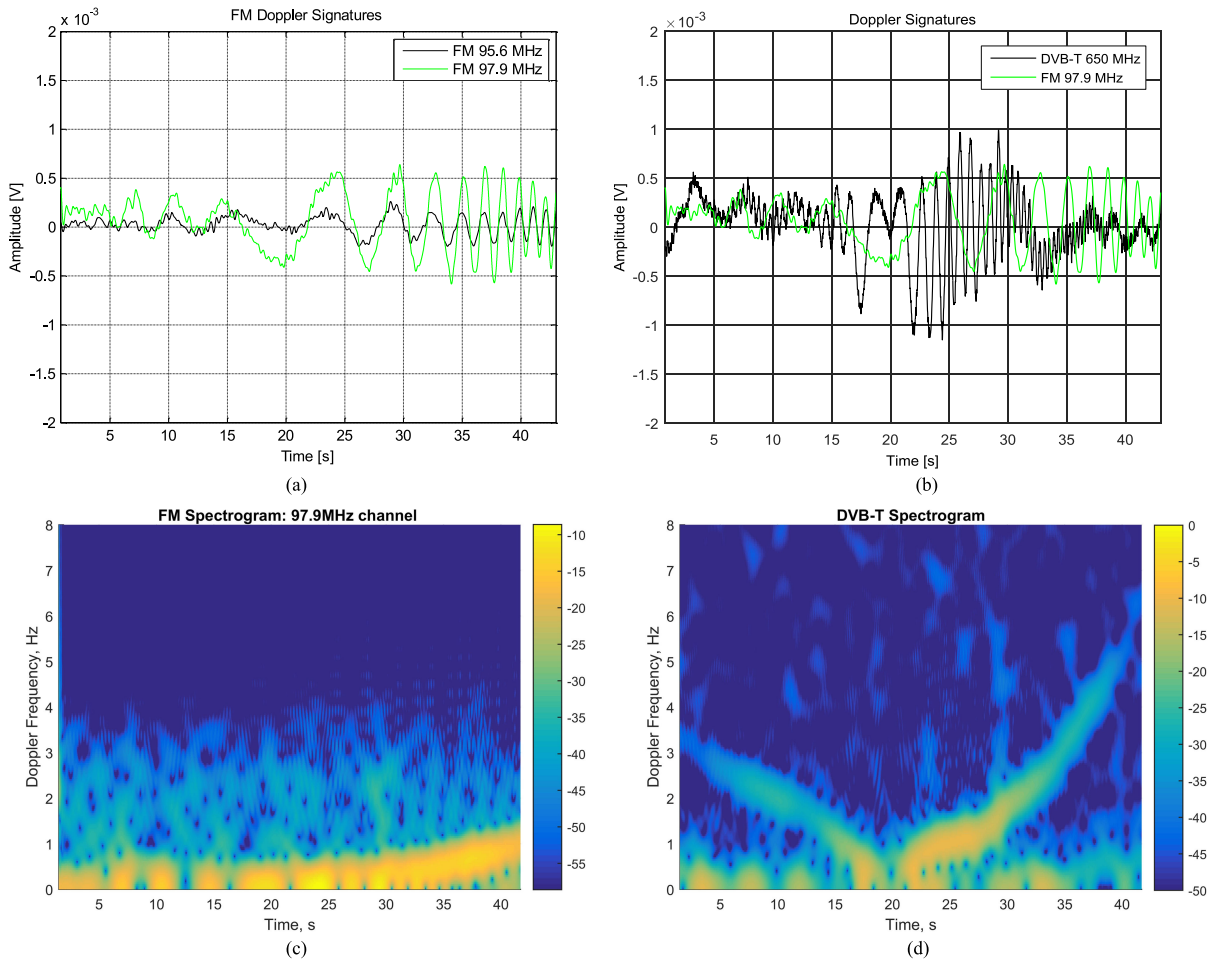 FM Doppler Signatures
x 10-3
2
1.5
1
0.5
0
-0.5
-1
-1.5
-2
Amplitude [V]
FM 95.6 MHz
FM 97.9 MHz
5 10 15 20 25 30 35 40
Time [s]
(a)
Doppler Signatures
×10-3
2
1.5
1
0.5
0
-0.5
-1
-1.5
-2
Amplitude [V]
DVB-T 650 MHz
FM 97.9 MHz
5 10 15 20 25 30 35 40
Time [s]
(b)
FM Spectrogram: 97.9MHz channel
8
7
6
5
4
3
2
1
0
Doppler Frequency, Hz
5 10 15 20 25 30 35 40
Time, s
-10
-15
-20
-25
-30
-35
-40
-45
-50
-55
(c)
DVB-T Spectrogram
8
7
6
5
4
3
2
1
0
Doppler Frequency, Hz
5 10 15 20 25 30 35 40
Time, s
0
-5
-10
-15
-20
-25
-30
-35
-40
-45
-50
(d)